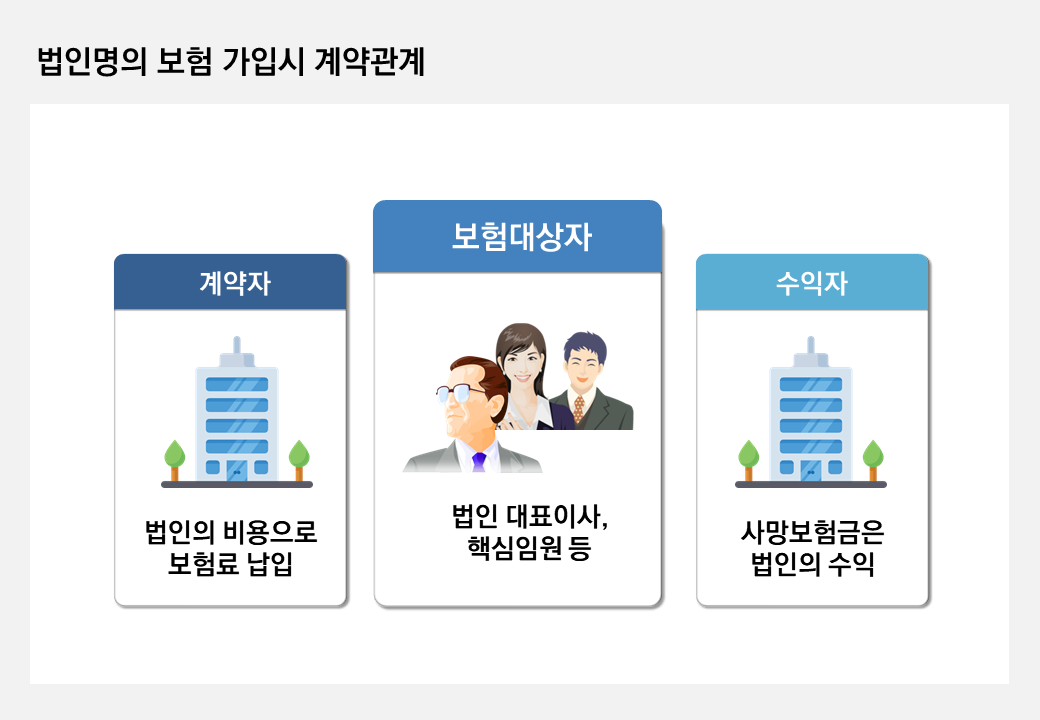 법인명의 보험 가입시 계약관계
계약자
법인의 비용으로
보험료 납입
보험대상자
법인 대표이사,
핵심임원 등
수익자
사망보험금은
법인의 수익